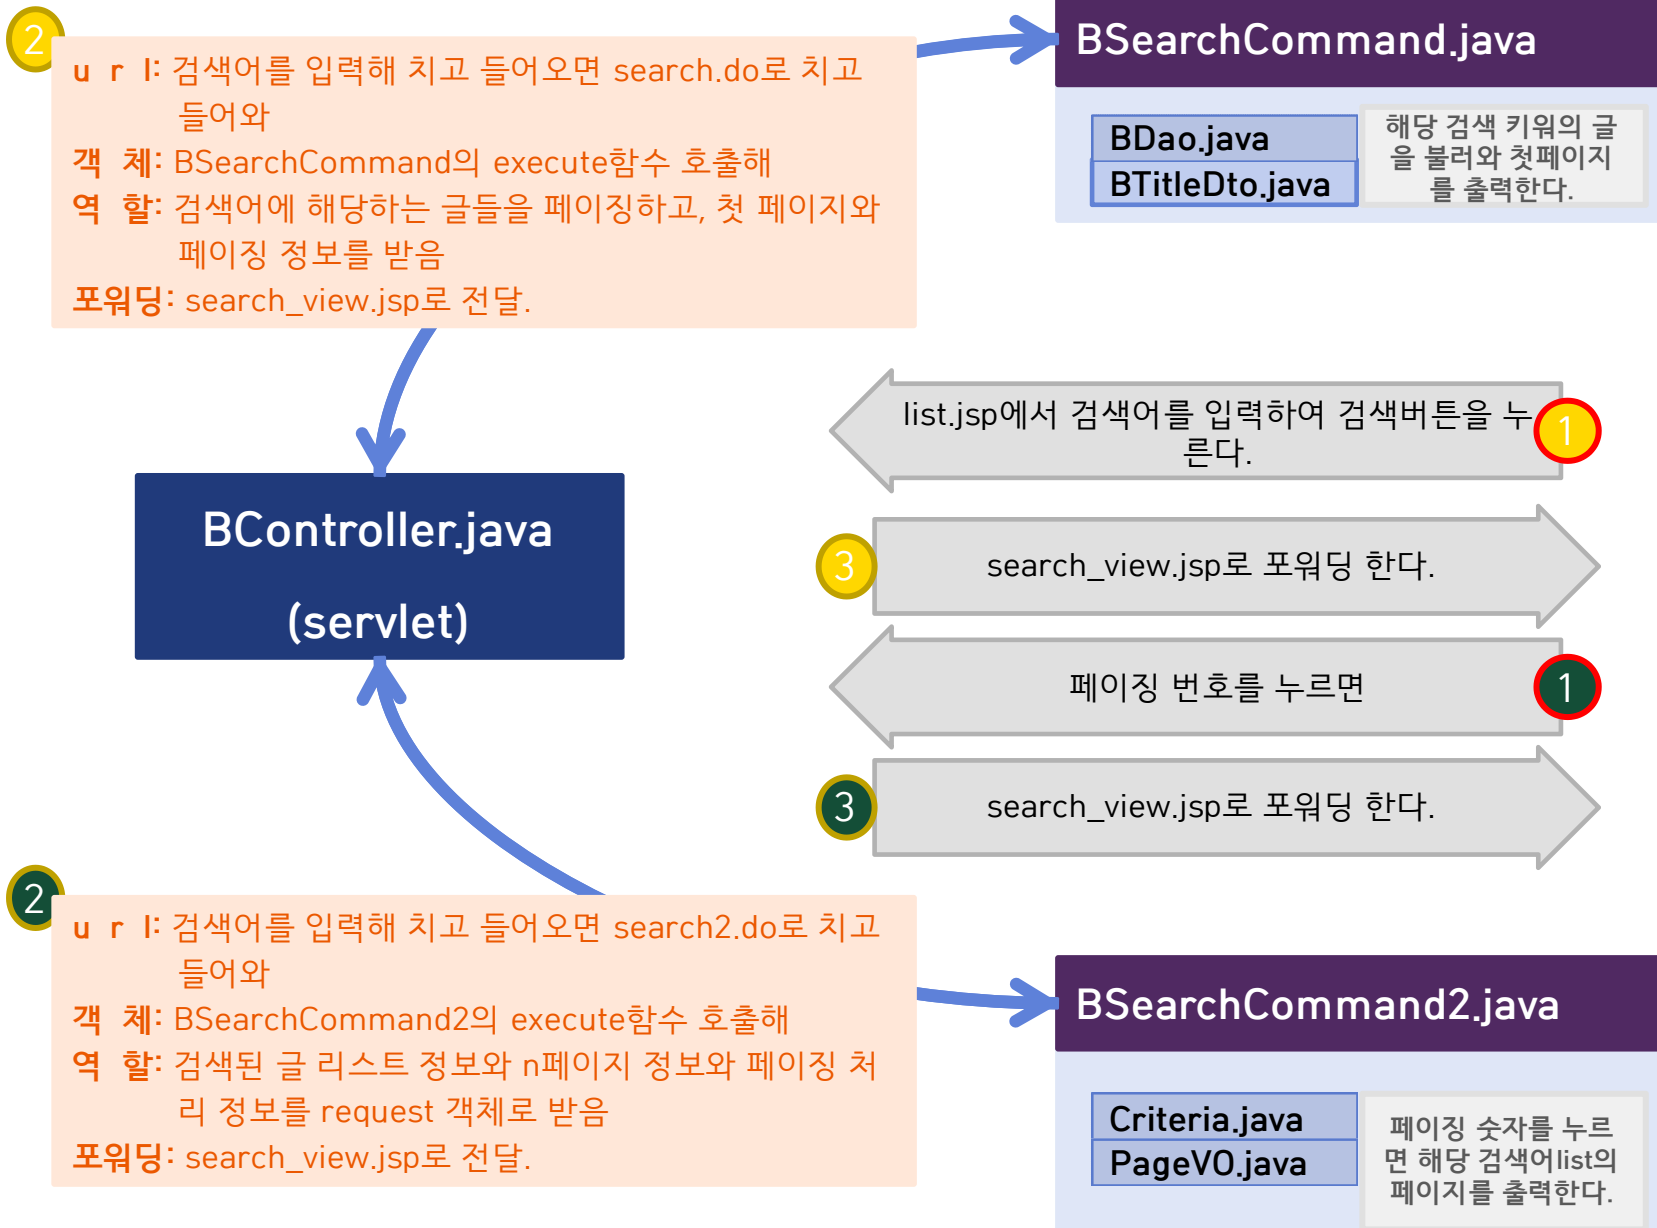 2
u r l: 검색어를 입력해 치고 들어오면 search.do로 치고
들어와
객 체: BSearchCommand의 execute함수 호출해
역 할: 검색어에 해당하는 글들을 페이징하고, 첫 페이지와
페이징 정보를 받음
포워딩: search_view.jsp로 전달.
BSearchCommand.java
BDao.java
BTitleDto.java
해당 검색 키워의 글
을 불러와 첫페이지
를 출력한다.
list.jsp에서 검색어를 입력하여 검색버튼을 누
른다.
1
BController.java
(servlet)
3
search_view.jsp로 포워딩 한다.
페이징 번호를 누르면
1
3
search_view.jsp로 포워딩 한다.
2
u r l: 검색어를 입력해 치고 들어오면 search2.do로 치고
들어와
객 체: BSearchCommand2의 execute함수 호출해
역 할: 검색된 글 리스트 정보와 n페이지 정보와 페이징 처
리 정보를 request 객체로 받음
포워딩: search_view.jsp로 전달.
BSearchCommand2.java
Criteria.java
PageVO.java
페이징 숫자를 누르
면 해당 검색어list의
페이지를 출력한다.